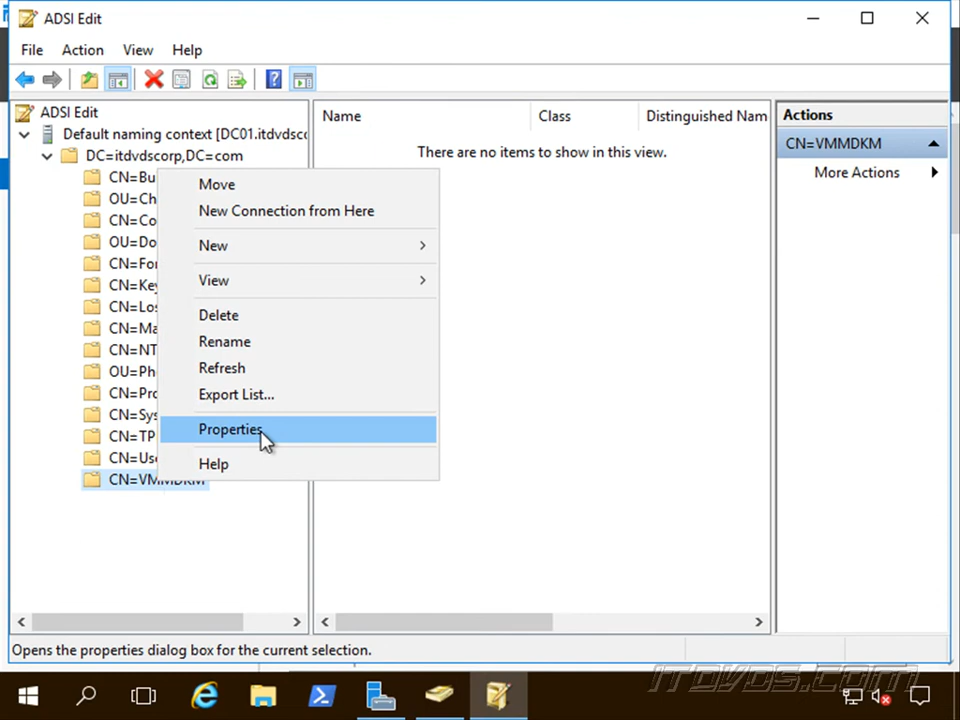 ADSI Edit
File Action View Help
ADSI Edit
Default naming context [DC01.itdvdscc
DC=itdvdscorp,DC=com
CN=Bu
OU=Ch
CN=Co
OU=Do
CN=For
CN=Key
CN=Los
CN=Ma
CN=NT
OU=Ph
CN=Pro
CN=Sys
CN=TP
CN=Use
CN=VMMDKM
Move
New Connection from Here
New
View
Delete
Rename
Refresh
Export List...
Properties
Help
Name Class Distinguished Nam
There are no items to show in this view.
Actions
CN=VMMDKM
More Actions
Opens the properties dialog box for the current selection.
ITDVDS.com